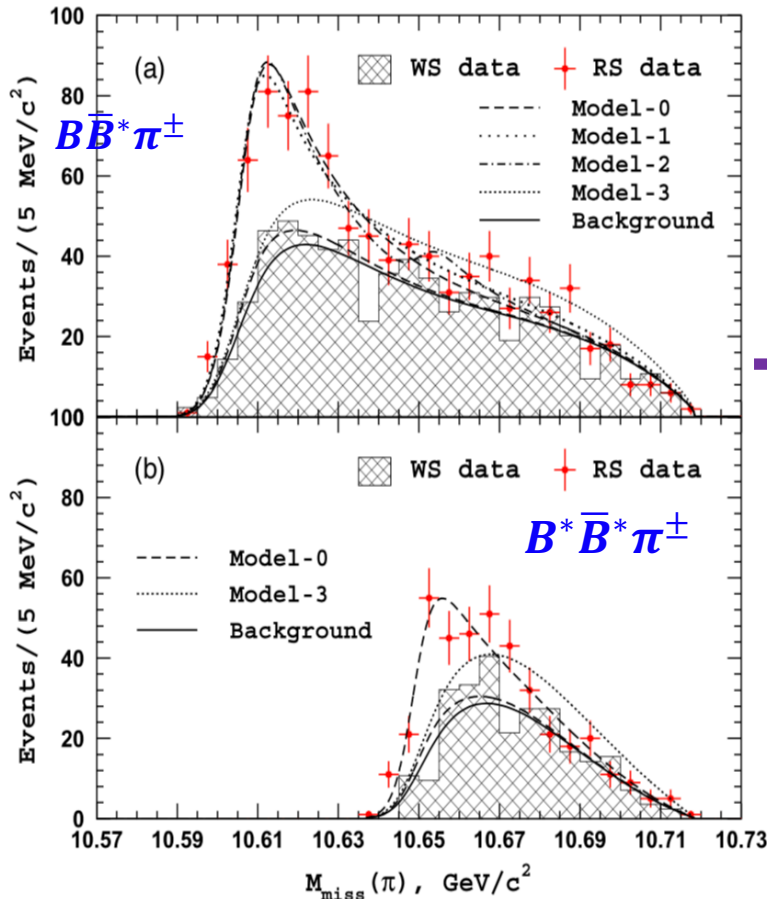 (a)
WS data
RS data
BB̅*π±
Model-0
Model-1
Model-2
Model-3
Background
Events/(5 MeV/c²)
100
80
60
40
20
(b)
WS data
RS data
B*B̅*π±
Model-0
Model-3
Background
Events/(5 MeV/c²)
100
80
60
40
20
0
10.57 10.59 10.61 10.63 10.65 10.67 10.69 10.71 10.73
M_miss(π), GeV/c²